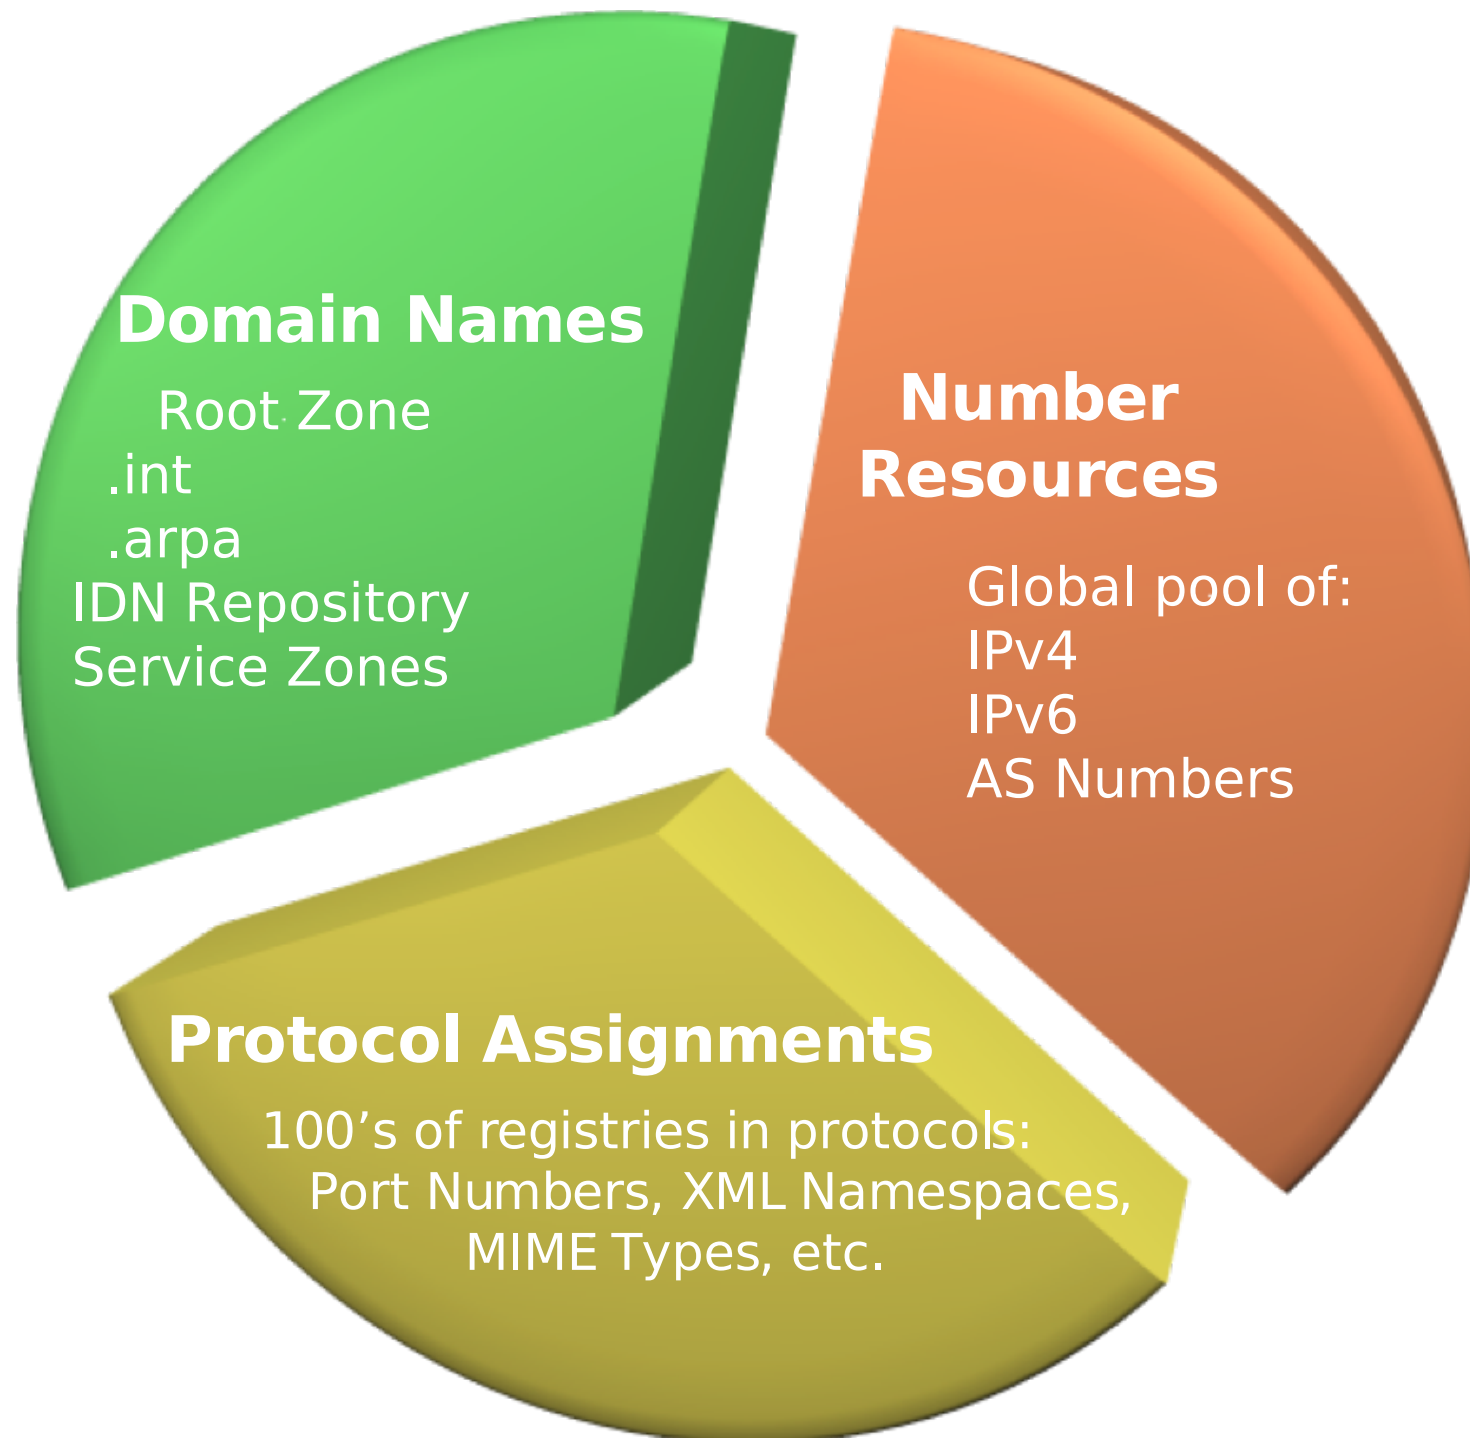 Domain Names
Root Zone
.int
.arpa
IDN Repository
Service Zones
Number
Resources
Global pool of:
IPv4
IPv6
AS Numbers
Protocol Assignments
100’s of registries in protocols:
Port Numbers, XML Namespaces,
MIME Types, etc.